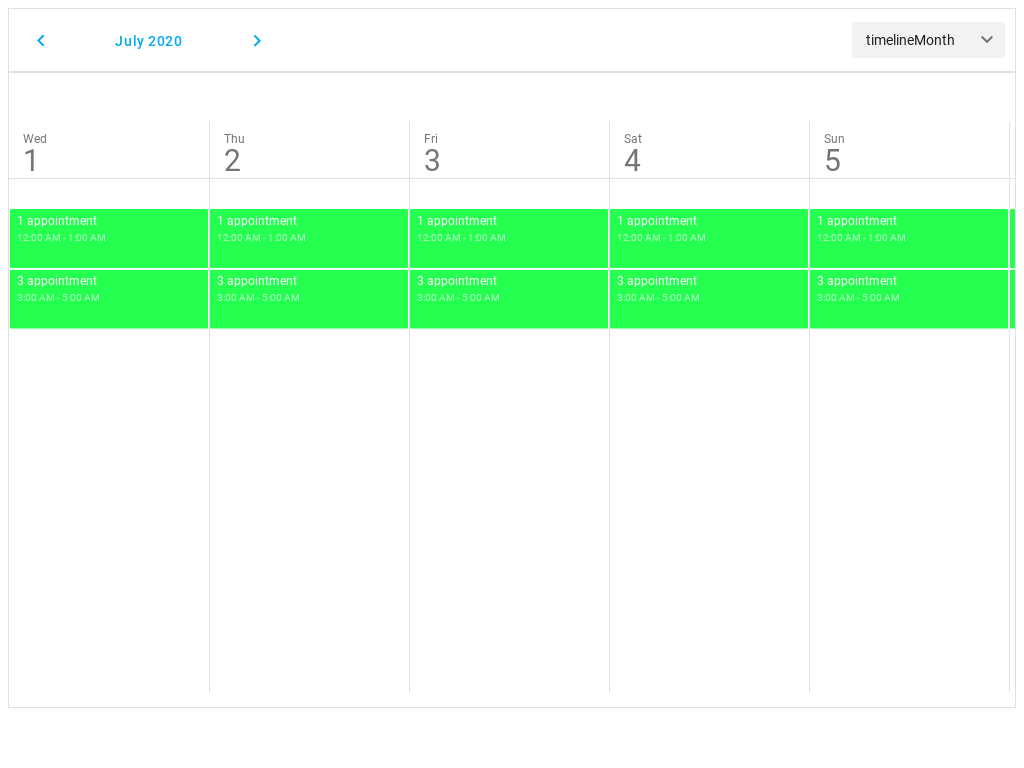 July 2020
timelineMonth
Wed
1
Thu
2
Fri
3
Sat
4
Sun
5
1 appointment
12:00 AM - 1:00 AM
1 appointment
12:00 AM - 1:00 AM
1 appointment
12:00 AM - 1:00 AM
1 appointment
12:00 AM - 1:00 AM
1 appointment
12:00 AM - 1:00 AM
3 appointment
3:00 AM - 5:00 AM
3 appointment
3:00 AM - 5:00 AM
3 appointment
3:00 AM - 5:00 AM
3 appointment
3:00 AM - 5:00 AM
3 appointment
3:00 AM - 5:00 AM